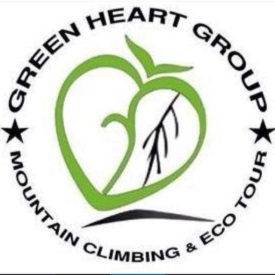 GREEN HEART GROUP
MOUNTAIN CLIMBING & ECO TOUR